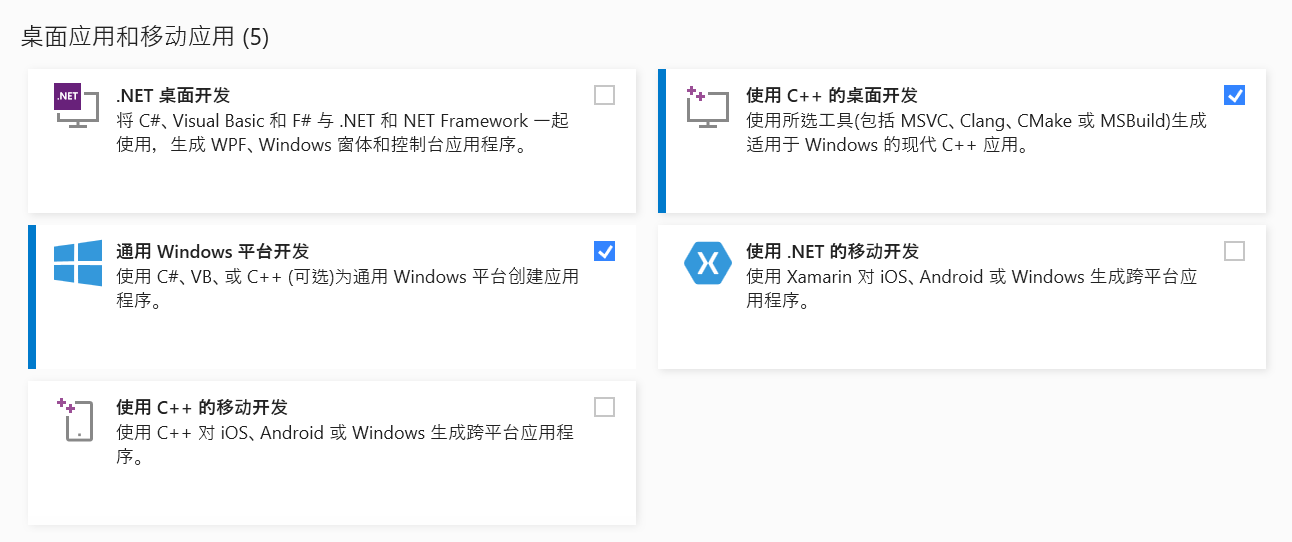 桌面应用和移动应用 (5)
.NET
.NET 桌面开发
将 C#、Visual Basic 和 F# 与 .NET 和 NET Framework 一起
使用，生成 WPF、Windows 窗体和控制台应用程序。
使用 C++ 的桌面开发
使用所选工具(包括 MSVC、Clang、CMake 或 MSBuild)生成
适用于 Windows 的现代 C++ 应用。
通用 Windows 平台开发
使用 C#、VB、或 C++ (可选)为通用 Windows 平台创建应用
程序。
使用 .NET 的移动开发
使用 Xamarin 对 iOS、Android 或 Windows 生成跨平台应
用程序。
使用 C++ 的移动开发
使用 C++ 对 iOS、Android 或 Windows 生成跨平台应用程
序。